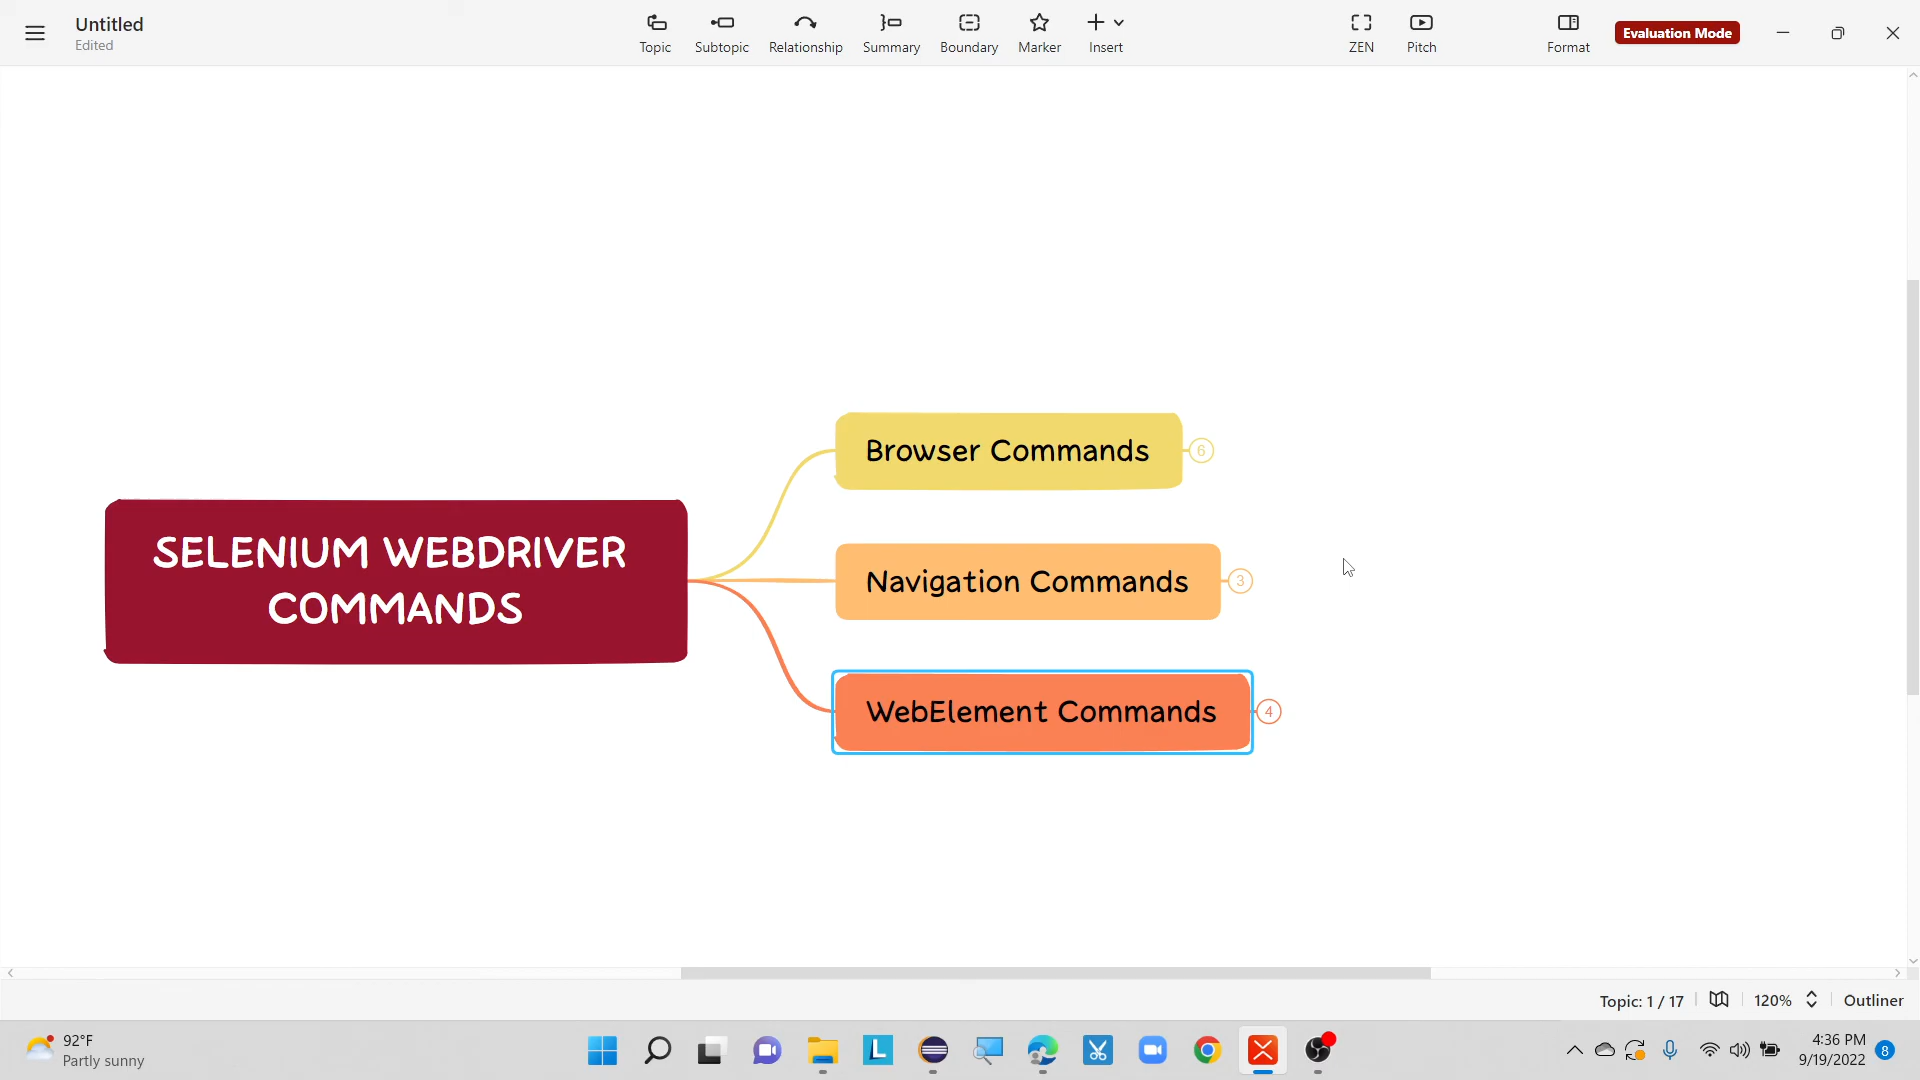 Untitled
Edited
Topic
Subtopic
Relationship
Summary
Boundary
Marker
Insert
ZEN
Pitch
Format
Evaluation Mode
Browser Commands
6
SELENIUM WEBDRIVER
COMMANDS
Navigation Commands
3
WebElement Commands
4
Topic: 1 / 17
120%
Outliner
92°F
Partly sunny
L
4:36 PM
9/19/2022
8